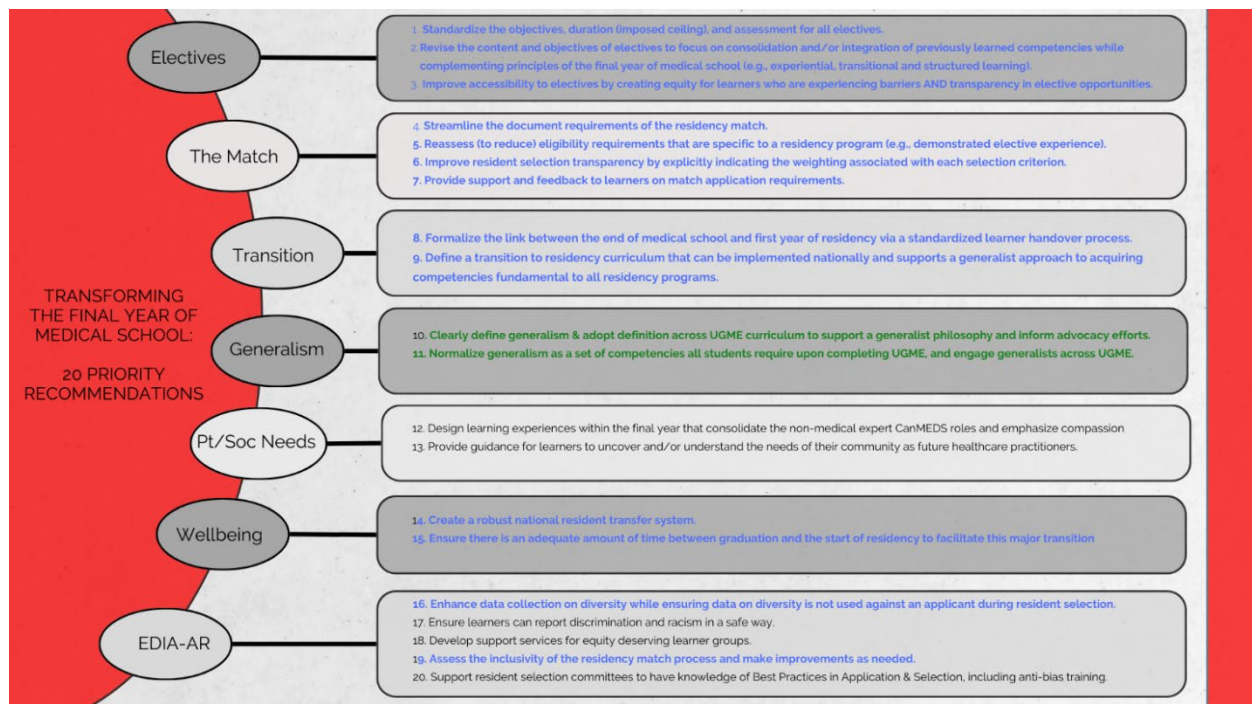 TRANSFORMING
THE FINAL YEAR OF
MEDICAL SCHOOL:
20 PRIORITY
RECOMMENDATIONS
Electives
1. Standardize the objectives, duration (imposed ceiling), and assessment for all electives.
2. Revise the content and objectives of electives to focus on consolidation and/or integration of previously learned competencies while
complementing principles of the final year of medical school (e.g., experiential, transitional and structured learning).
3. Improve accessibility to electives by creating equity for learners who are experiencing barriers AND transparency in elective opportunities.
The Match
4. Streamline the document requirements of the residency match.
5. Reassess (to reduce) eligibility requirements that are specific to a residency program (e.g., demonstrated elective experience).
6. Improve resident selection transparency by explicitly indicating the weighting associated with each selection criterion.
7. Provide support and feedback to learners on match application requirements.
Transition
8. Formalize the link between the end of medical school and first year of residency via a standardized learner handover process.
9. Define a transition to residency curriculum that can be implemented nationally and supports a generalist approach to acquiring
competencies fundamental to all residency programs.
Generalism
10. Clearly define generalism & adopt definition across UGME curriculum to support a generalist philosophy and inform advocacy efforts.
11. Normalize generalism as a set of competencies all students require upon completing UGME, and engage generalists across UGME.
Pt/Soc Needs
12. Design learning experiences within the final year that consolidate the non-medical expert CanMEDS roles and emphasize compassion
13. Provide guidance for learners to uncover and/or understand the needs of their community as future healthcare practitioners.
Wellbeing
14. Create a robust national resident transfer system.
15. Ensure there is an adequate amount of time between graduation and the start of residency to facilitate this major transition
EDIA-AR
16. Enhance data collection on diversity while ensuring data on diversity is not used against an applicant during resident selection.
17. Ensure learners can report discrimination and racism in a safe way.
18. Develop support services for equity deserving learner groups.
19. Assess the inclusivity of the residency match process and make improvements as needed.
20. Support resident selection committees to have knowledge of Best Practices in Application & Selection, including anti-bias training.